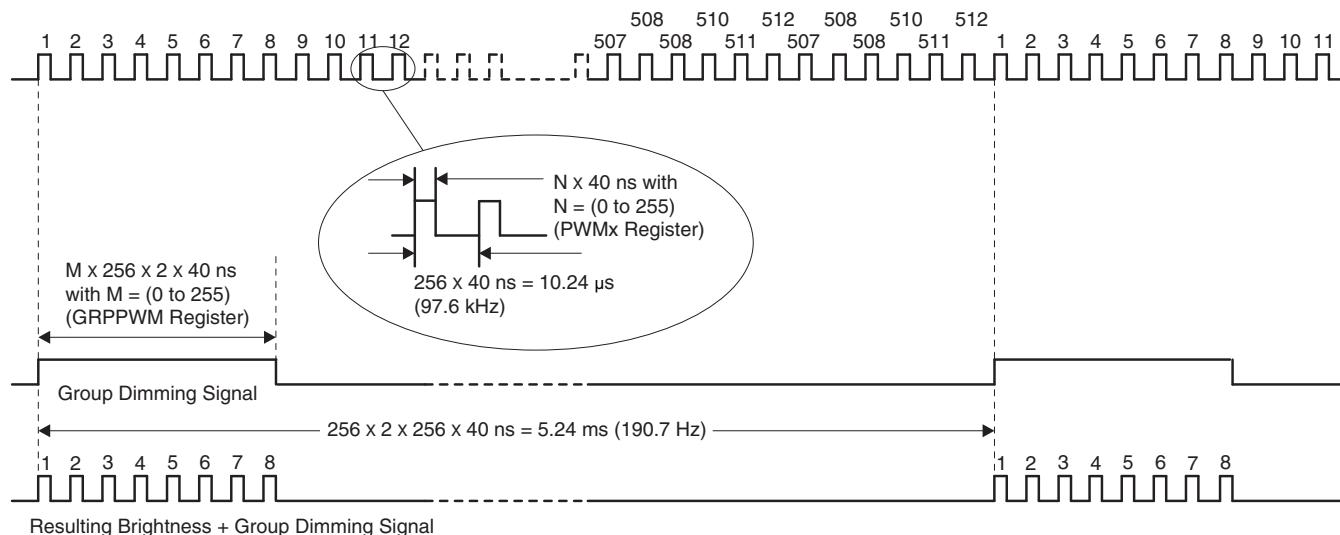 508 510 512 508 510 512
1 2 3 4 5 6 7 8 9 10 11 12 507 508 511 507 508 511 1 2 3 4 5 6 7 8 9 10 11
N x 40 ns with
N = (0 to 255)
(PWMx Register)
256 x 40 ns = 10.24 µs
(97.6 kHz)
M x 256 x 2 x 40 ns
with M = (0 to 255)
(GRPPWM Register)
Group Dimming Signal
256 x 2 x 256 x 40 ns = 5.24 ms (190.7 Hz)
1 2 3 4 5 6 7 8 1 2 3 4 5 6 7 8
Resulting Brightness + Group Dimming Signal